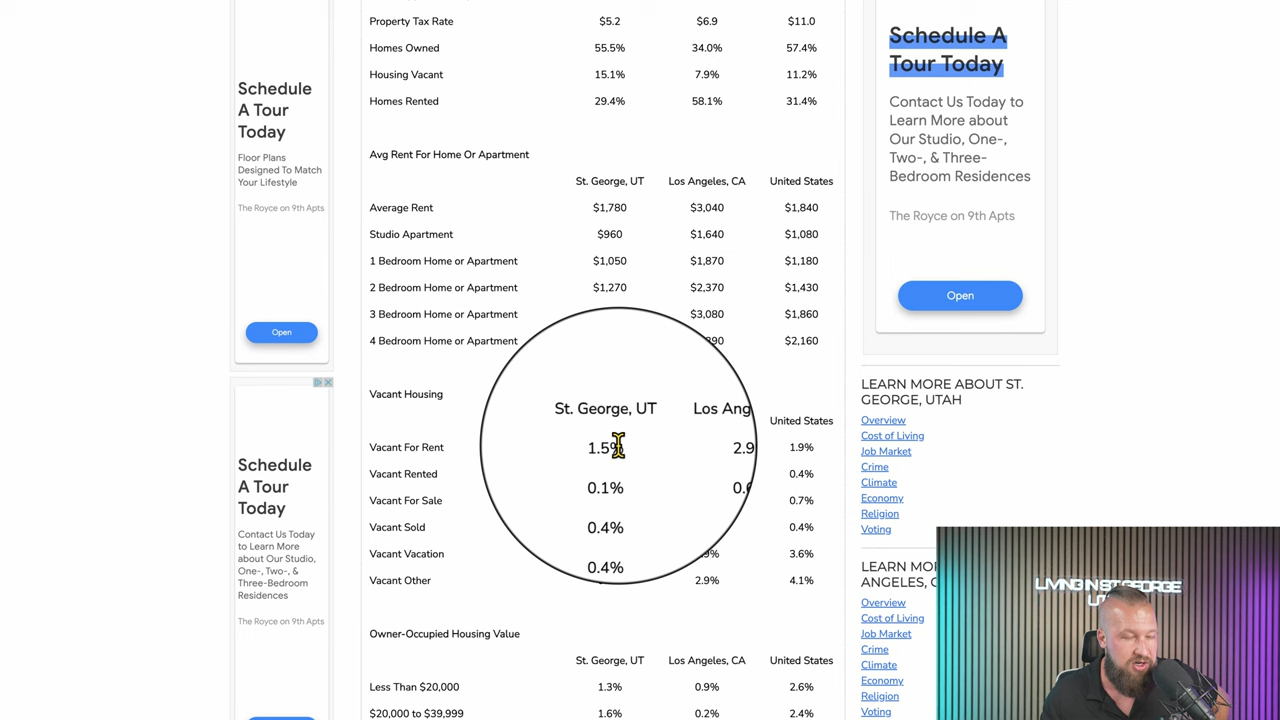 Property Tax Rate $5.2 $6.9 $11.0
Homes Owned 55.5% 34.0% 57.4%
Housing Vacant 15.1% 7.9% 11.2%
Homes Rented 29.4% 58.1% 31.4%
Avg Rent For Home Or Apartment
St. George, UT Los Angeles, CA United States
Average Rent $1,780 $3,040 $1,840
Studio Apartment $960 $1,640 $1,080
1 Bedroom Home or Apartment $1,050 $1,870 $1,180
2 Bedroom Home or Apartment $1,270 $2,370 $1,430
3 Bedroom Home or Apartment $3,080 $1,860
4 Bedroom Home or Apartment $2,160
Vacant Housing
St. George, UT Los Ang
United States
Vacant For Rent 1.5% 2.9 1.9%
Vacant Rented 0.1% 0.4%
Vacant For Sale 0.7%
Vacant Sold 0.4% 0.4%
Vacant Vacation 3.6%
0.4%
Vacant Other 2.9% 4.1%
Owner-Occupied Housing Value
St. George, UT Los Angeles, CA United States
Less Than $20,000 1.3% 0.9% 2.6%
$20,000 to $39,999 1.6% 0.2% 2.4%
Schedule
A Tour
Today
Floor Plans
Designed To Match
Your Lifestyle
The Royce on 9th Apts
Open
Schedule
A Tour
Today
Contact Us Today
to Learn More
about Our Studio,
One-, Two-, &
Three-Bedroom
Residences
The Royce on 9th Apts
Schedule A
Tour Today
Contact Us Today to
Learn More about
Our Studio, One-,
Two-, & Three-
Bedroom Residences
The Royce on 9th Apts
Open
LEARN MORE ABOUT ST.
GEORGE, UTAH
Overview
Cost of Living
Job Market
Crime
Climate
Economy
Religion
Voting
LEARN
ANGELES,
Overview
Cost of Living
Job Market
Crime
Climate
Economy
Religion
Voting
LIVING IN ST GEORGE